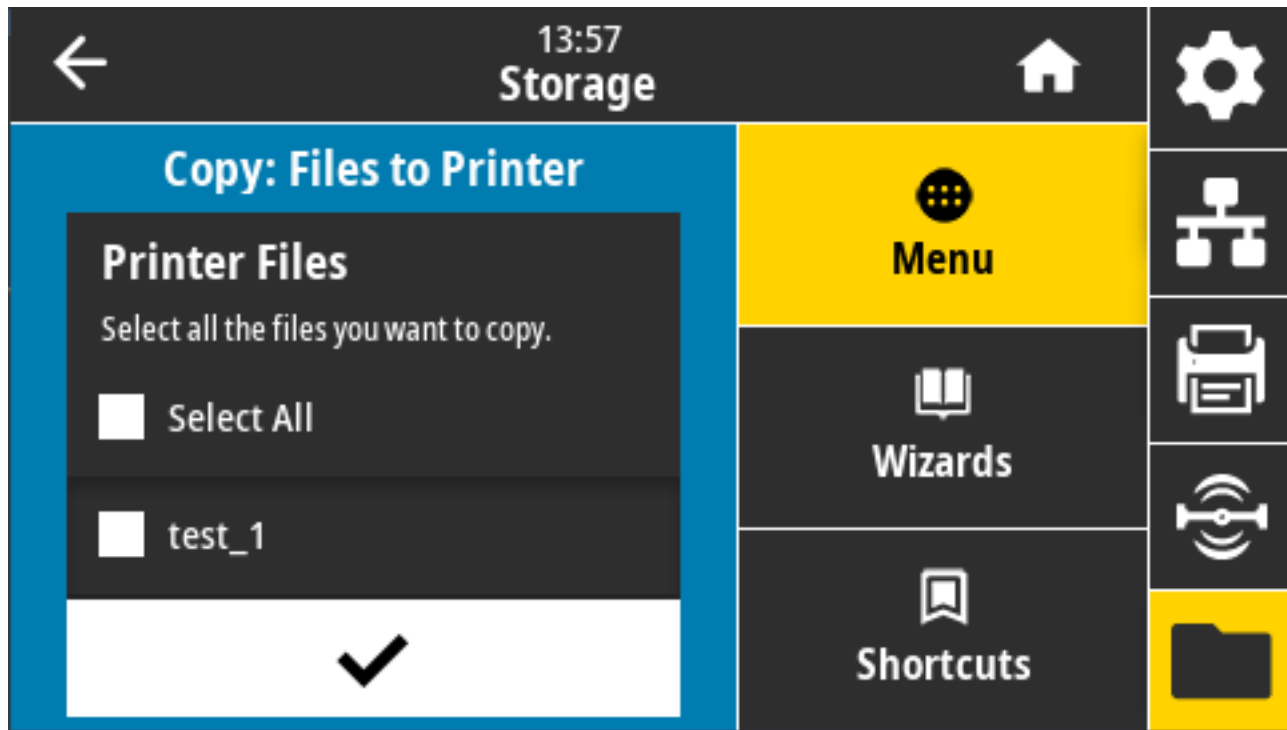 13:57
Storage
Copy: Files to Printer
Printer Files
Select all the files you want to copy.
Select All
test_1
Menu
Wizards
Shortcuts